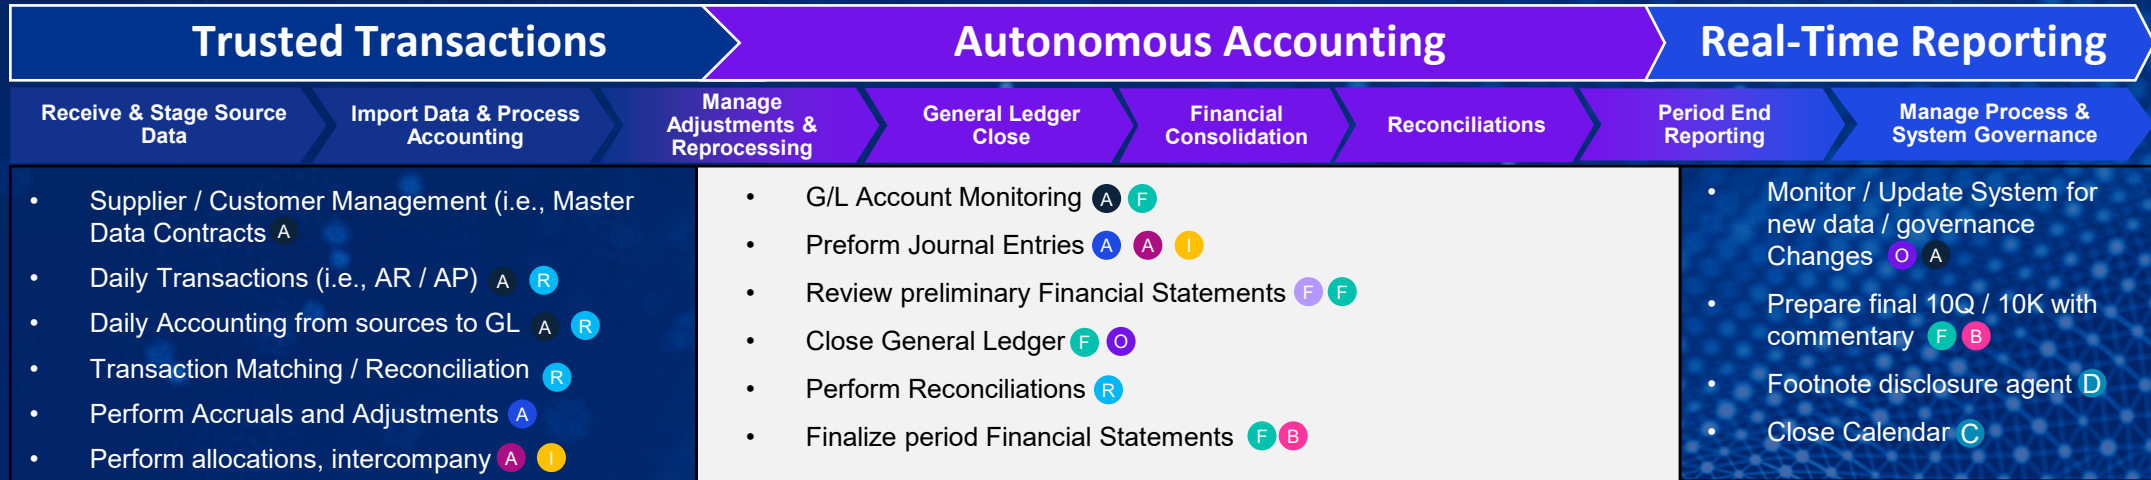 Trusted Transactions
Autonomous Accounting
Real-Time Reporting
Receive & Stage Source
Data
Import Data & Process
Accounting
Manage
Adjustments &
Reprocessing
General Ledger
Close
Financial
Consolidation
Reconciliations
Period End
Reporting
Manage Process &
System Governance
• Supplier / Customer Management (i.e., Master
Data Contracts A
• Daily Transactions (i.e., AR / AP) A R
• Daily Accounting from sources to GL A R
• Transaction Matching / Reconciliation R
• Perform Accruals and Adjustments A
• Perform allocations, intercompany A I
• G/L Account Monitoring A F
• Preform Journal Entries A A I
• Review preliminary Financial Statements F F
• Close General Ledger F O
• Perform Reconciliations R
• Finalize period Financial Statements F B
• Monitor / Update System for
new data / governance
Changes O A
• Prepare final 10Q / 10K with
commentary F B
• Footnote disclosure agent D
• Close Calendar C